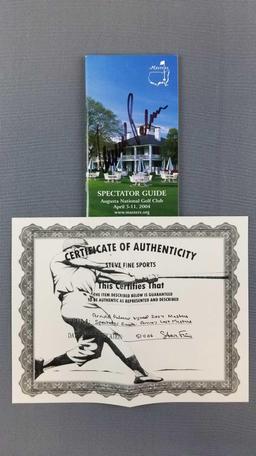 Masters
SPECTATOR GUIDE
Augusta National Golf Club
April 5-11, 2004
www.masters.org
CERTIFICATE OF AUTHENTICITY
STEVE FINE SPORTS
This Certifies That
THE ITEM DESCRIBED BELOW IS GUARANTEED
TO BE AUTHENTIC AS REPRESENTED AND DESCRIBED
Arnold Palmer signed 2004 Masters
Spectator Guide Arnie's Last Masters